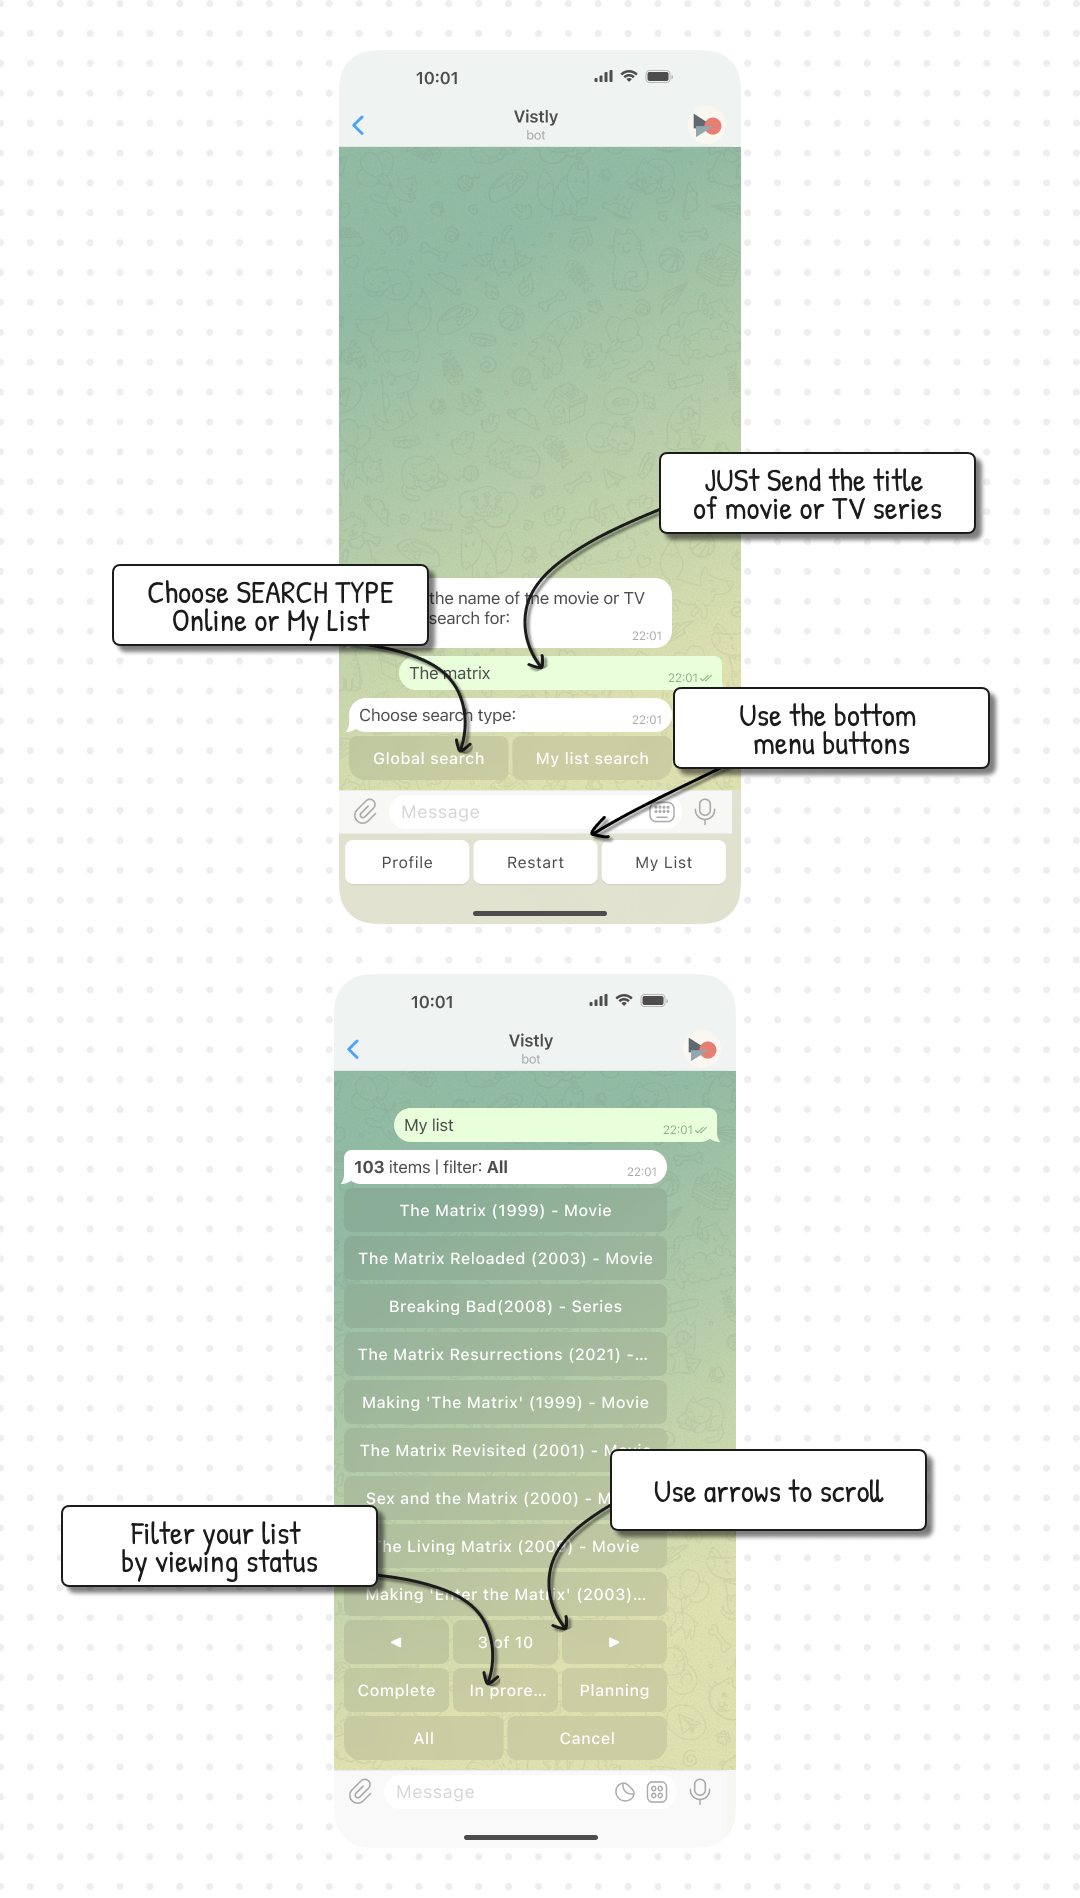 10:01
Vistly
bot
JUSt Send the title
of movie or TV series
Choose SEARCH TYPE
Online or My List
the name of the movie or TV
search for:
22:01
The matrix
22:01
Choose search type:
22:01
Use the bottom
menu buttons
Global search
My list search
Message
Profile
Restart
My List
10:01
Vistly
bot
My list
22:01
103 items | filter: All
22:01
The Matrix (1999) - Movie
The Matrix Reloaded (2003) - Movie
Breaking Bad(2008) - Series
The Matrix Resurrections (2021) -...
Making 'The Matrix' (1999) - Movie
The Matrix Revisited (2001) - Movie
Use arrows to scroll
Sex and the Matrix (2000) - M
Filter your list
by viewing status
The Living Matrix (2009) - Movie
Making 'Enter the Matrix' (2003)...
◀
3 of 10
▶
Complete
In prore...
Planning
All
Cancel
Message